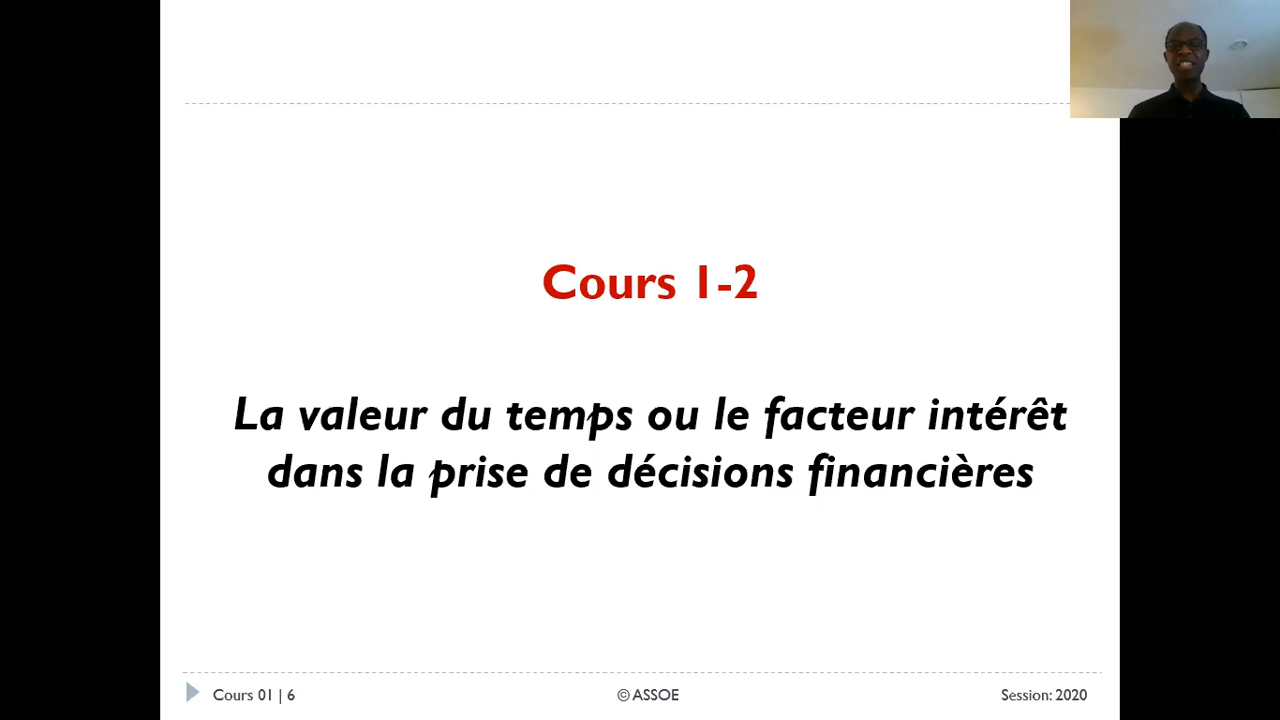 Cours 1-2
La valeur du temps ou le facteur intérêt
dans la prise de décisions financières
Cours 01 | 6
© ASSOE
Session: 2020